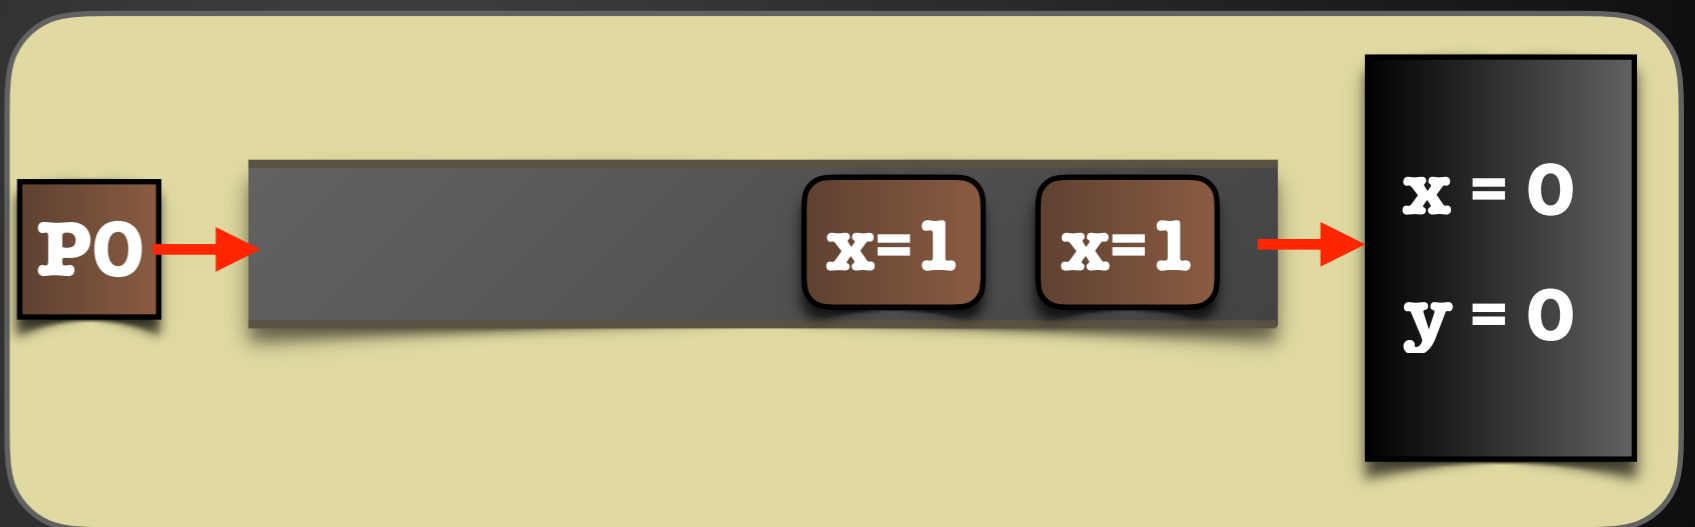 P0
x=1
x=1
x = 0
y = 0